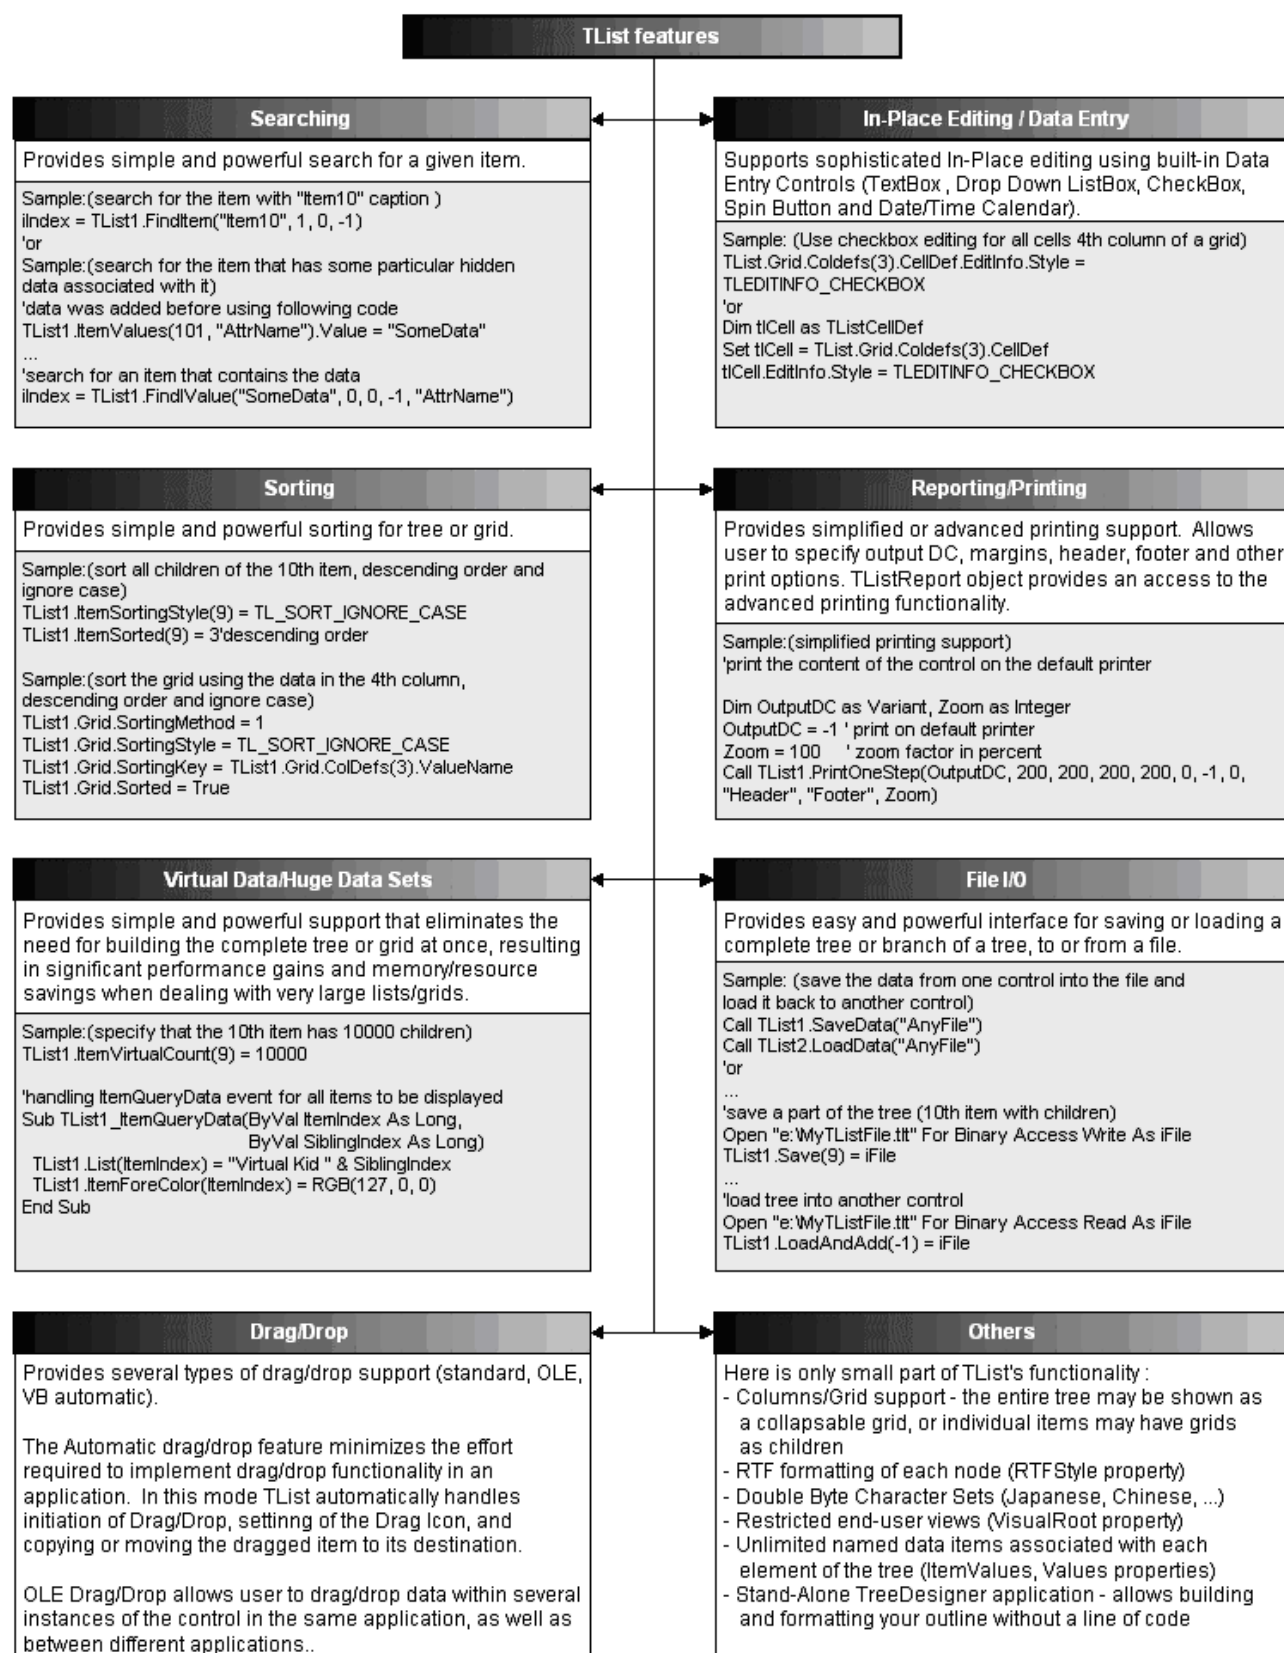 TList features
Searching
Provides simple and powerful search for a given item.
Sample:(search for the item with "Item10" caption )
iIndex = TList1.FindItem("Item10", 1, 0, -1)
'or
Sample:(search for the item that has some particular hidden
data associated with it)
'data was added before using following code
TList1.ItemValues(101, "AttrName").Value = "SomeData"
...
'search for an item that contains the data
iIndex = TList1.FindIValue("SomeData", 0, 0, -1, "AttrName")
In-Place Editing / Data Entry
Supports sophisticated In-Place editing using built-in Data
Entry Controls (TextBox , Drop Down ListBox, CheckBox,
Spin Button and Date/Time Calendar).
Sample: (Use checkbox editing for all cells 4th column of a grid)
TList.Grid.Coldefs(3).CellDef.EditInfo.Style =
TLEDITINFO_CHECKBOX
'or
Dim tlCell as TListCellDef
Set tlCell = TList.Grid.Coldefs(3).CellDef
tlCell.EditInfo.Style = TLEDITINFO_CHECKBOX
Sorting
Provides simple and powerful sorting for tree or grid.
Sample:(sort all children of the 10th item, descending order and
ignore case)
TList1.ItemSortingStyle(9) = TL_SORT_IGNORE_CASE
TList1.ItemSorted(9) = 3'descending order
Sample:(sort the grid using the data in the 4th column,
descending order and ignore case)
TList1.Grid.SortingMethod = 1
TList1.Grid.SortingStyle = TL_SORT_IGNORE_CASE
TList1.Grid.SortingKey = TList1.Grid.ColDefs(3).ValueName
TList1.Grid.Sorted = True
Reporting/Printing
Provides simplified or advanced printing support.  Allows
user to specify output DC, margins, header, footer and other
print options. TListReport object provides an access to the
advanced printing functionality.
Sample:(simplified printing support)
'print the content of the control on the default printer
Dim OutputDC as Variant, Zoom as Integer
OutputDC = -1 ' print on default printer
Zoom = 100     ' zoom factor in percent
Call TList1.PrintOneStep(OutputDC, 200, 200, 200, 200, 0, -1, 0,
"Header", "Footer", Zoom)
Virtual Data/Huge Data Sets
Provides simple and powerful support that eliminates the
need for building the complete tree or grid at once, resulting
in significant performance gains and memory/resource
savings when dealing with very large lists/grids.
Sample:(specify that the 10th item has 10000 children)
TList1.ItemVirtualCount(9) = 10000
'handling ItemQueryData event for all items to be displayed
Sub TList1_ItemQueryData(ByVal ItemIndex As Long,
ByVal SiblingIndex As Long)
TList1.List(ItemIndex) = "Virtual Kid " & SiblingIndex
TList1.ItemForeColor(ItemIndex) = RGB(127, 0, 0)
End Sub
File I/O
Provides easy and powerful interface for saving or loading a
complete tree or branch of a tree, to or from a file.
Sample: (save the data from one control into the file and
load it back to another control)
Call TList1.SaveData("AnyFile")
Call TList2.LoadData("AnyFile")
'or
...
'save a part of the tree (10th item with children)
Open "e:\MyTListFile.tlt" For Binary Access Write As iFile
TList1.Save(9) = iFile
...
'load tree into another control
Open "e:\MyTListFile.tlt" For Binary Access Read As iFile
TList1.LoadAndAdd(-1) = iFile
Drag/Drop
Provides several types of drag/drop support (standard, OLE,
VB automatic).
The Automatic drag/drop feature minimizes the effort
required to implement drag/drop functionality in an
application.  In this mode TList automatically handles
initiation of Drag/Drop, settinng of the Drag Icon, and
copying or moving the dragged item to its destination.
OLE Drag/Drop allows user to drag/drop data within several
instances of the control in the same application, as well as
between different applications..
Others
Here is only small part of TList's functionality :
- Columns/Grid support - the entire tree may be shown as
a collapsable grid, or individual items may have grids
as children
- RTF formatting of each node (RTFStyle property)
- Double Byte Character Sets (Japanese, Chinese, ...)
- Restricted end-user views (VisualRoot property)
- Unlimited named data items associated with each
element of the tree (ItemValues, Values properties)
- Stand-Alone TreeDesigner application - allows building
and formatting your outline without a line of code